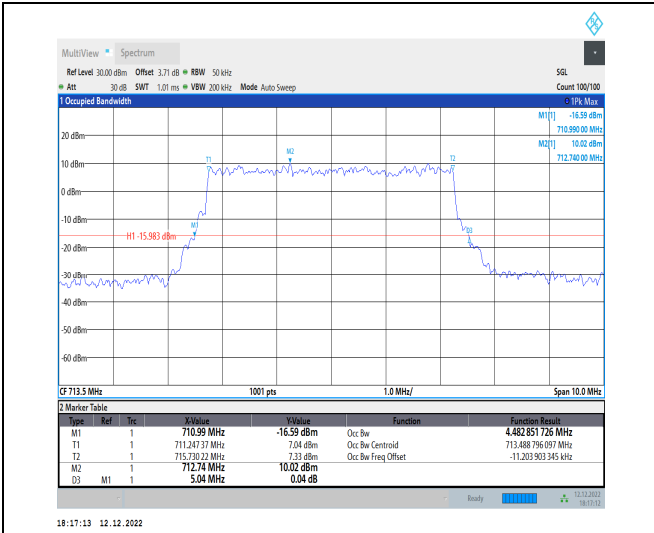 MultiView Spectrum
Ref Level 30.00 dBm Offset 3.71 dB RBW 50 kHz SGL
Att 30 dB SWT 1.01 ms VBW 200 kHz Mode Auto Sweep Count 100/100
1 Occupied Bandwidth 1Pk Max
M1[1] -16.59 dBm
710.990 00 MHz
M2[1] 10.02 dBm
712.740 00 MHz
20 dBm
10 dBm
0 dBm
-10 dBm
-20 dBm
-30 dBm
-40 dBm
-50 dBm
-60 dBm
T1
M2
T2
M1
D3
H1 -15.983 dBm
CF 713.5 MHz 1001 pts 1.0 MHz/ Span 10.0 MHz
2 Marker Table
Type Ref Trc X-Value Y-Value Function Function Result
M1 1 710.99 MHz -16.59 dBm Occ Bw 4.482 851 726 MHz
T1 1 711.247 37 MHz 7.04 dBm Occ Bw Centroid 713.488 796 097 MHz
T2 1 715.730 22 MHz 7.33 dBm Occ Bw Freq Offset -11.203 903 345 kHz
M2 1 712.74 MHz 10.02 dBm
D3 M1 1 5.04 MHz 0.04 dB
Ready 12.12.2022
18:17:12
18:17:13 12.12.2022